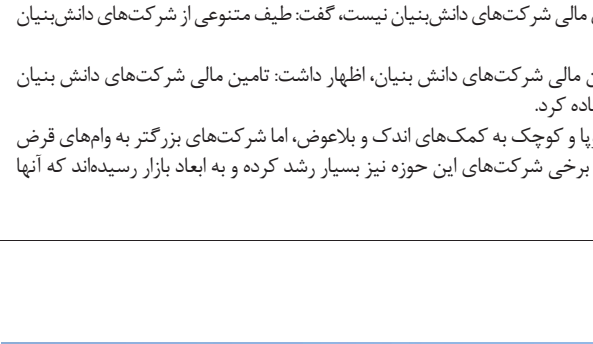 مالی شرکت‌های دانش‌بنیان نیست، گفت: طیف متنوعی از شرکت‌های دانش‌بنیان
مالی شرکت‌های دانش بنیان، اظهار داشت: تامین مالی شرکت‌های دانش بنیان
کرد.
و کوچک به کمک‌های اندک و بلاعوض، اما شرکت‌های بزرگتر به وام‌های قرض
برخی شرکت‌های این حوزه نیز بسیار رشد کرده و به ابعاد بازار رسیده‌اند که آنها